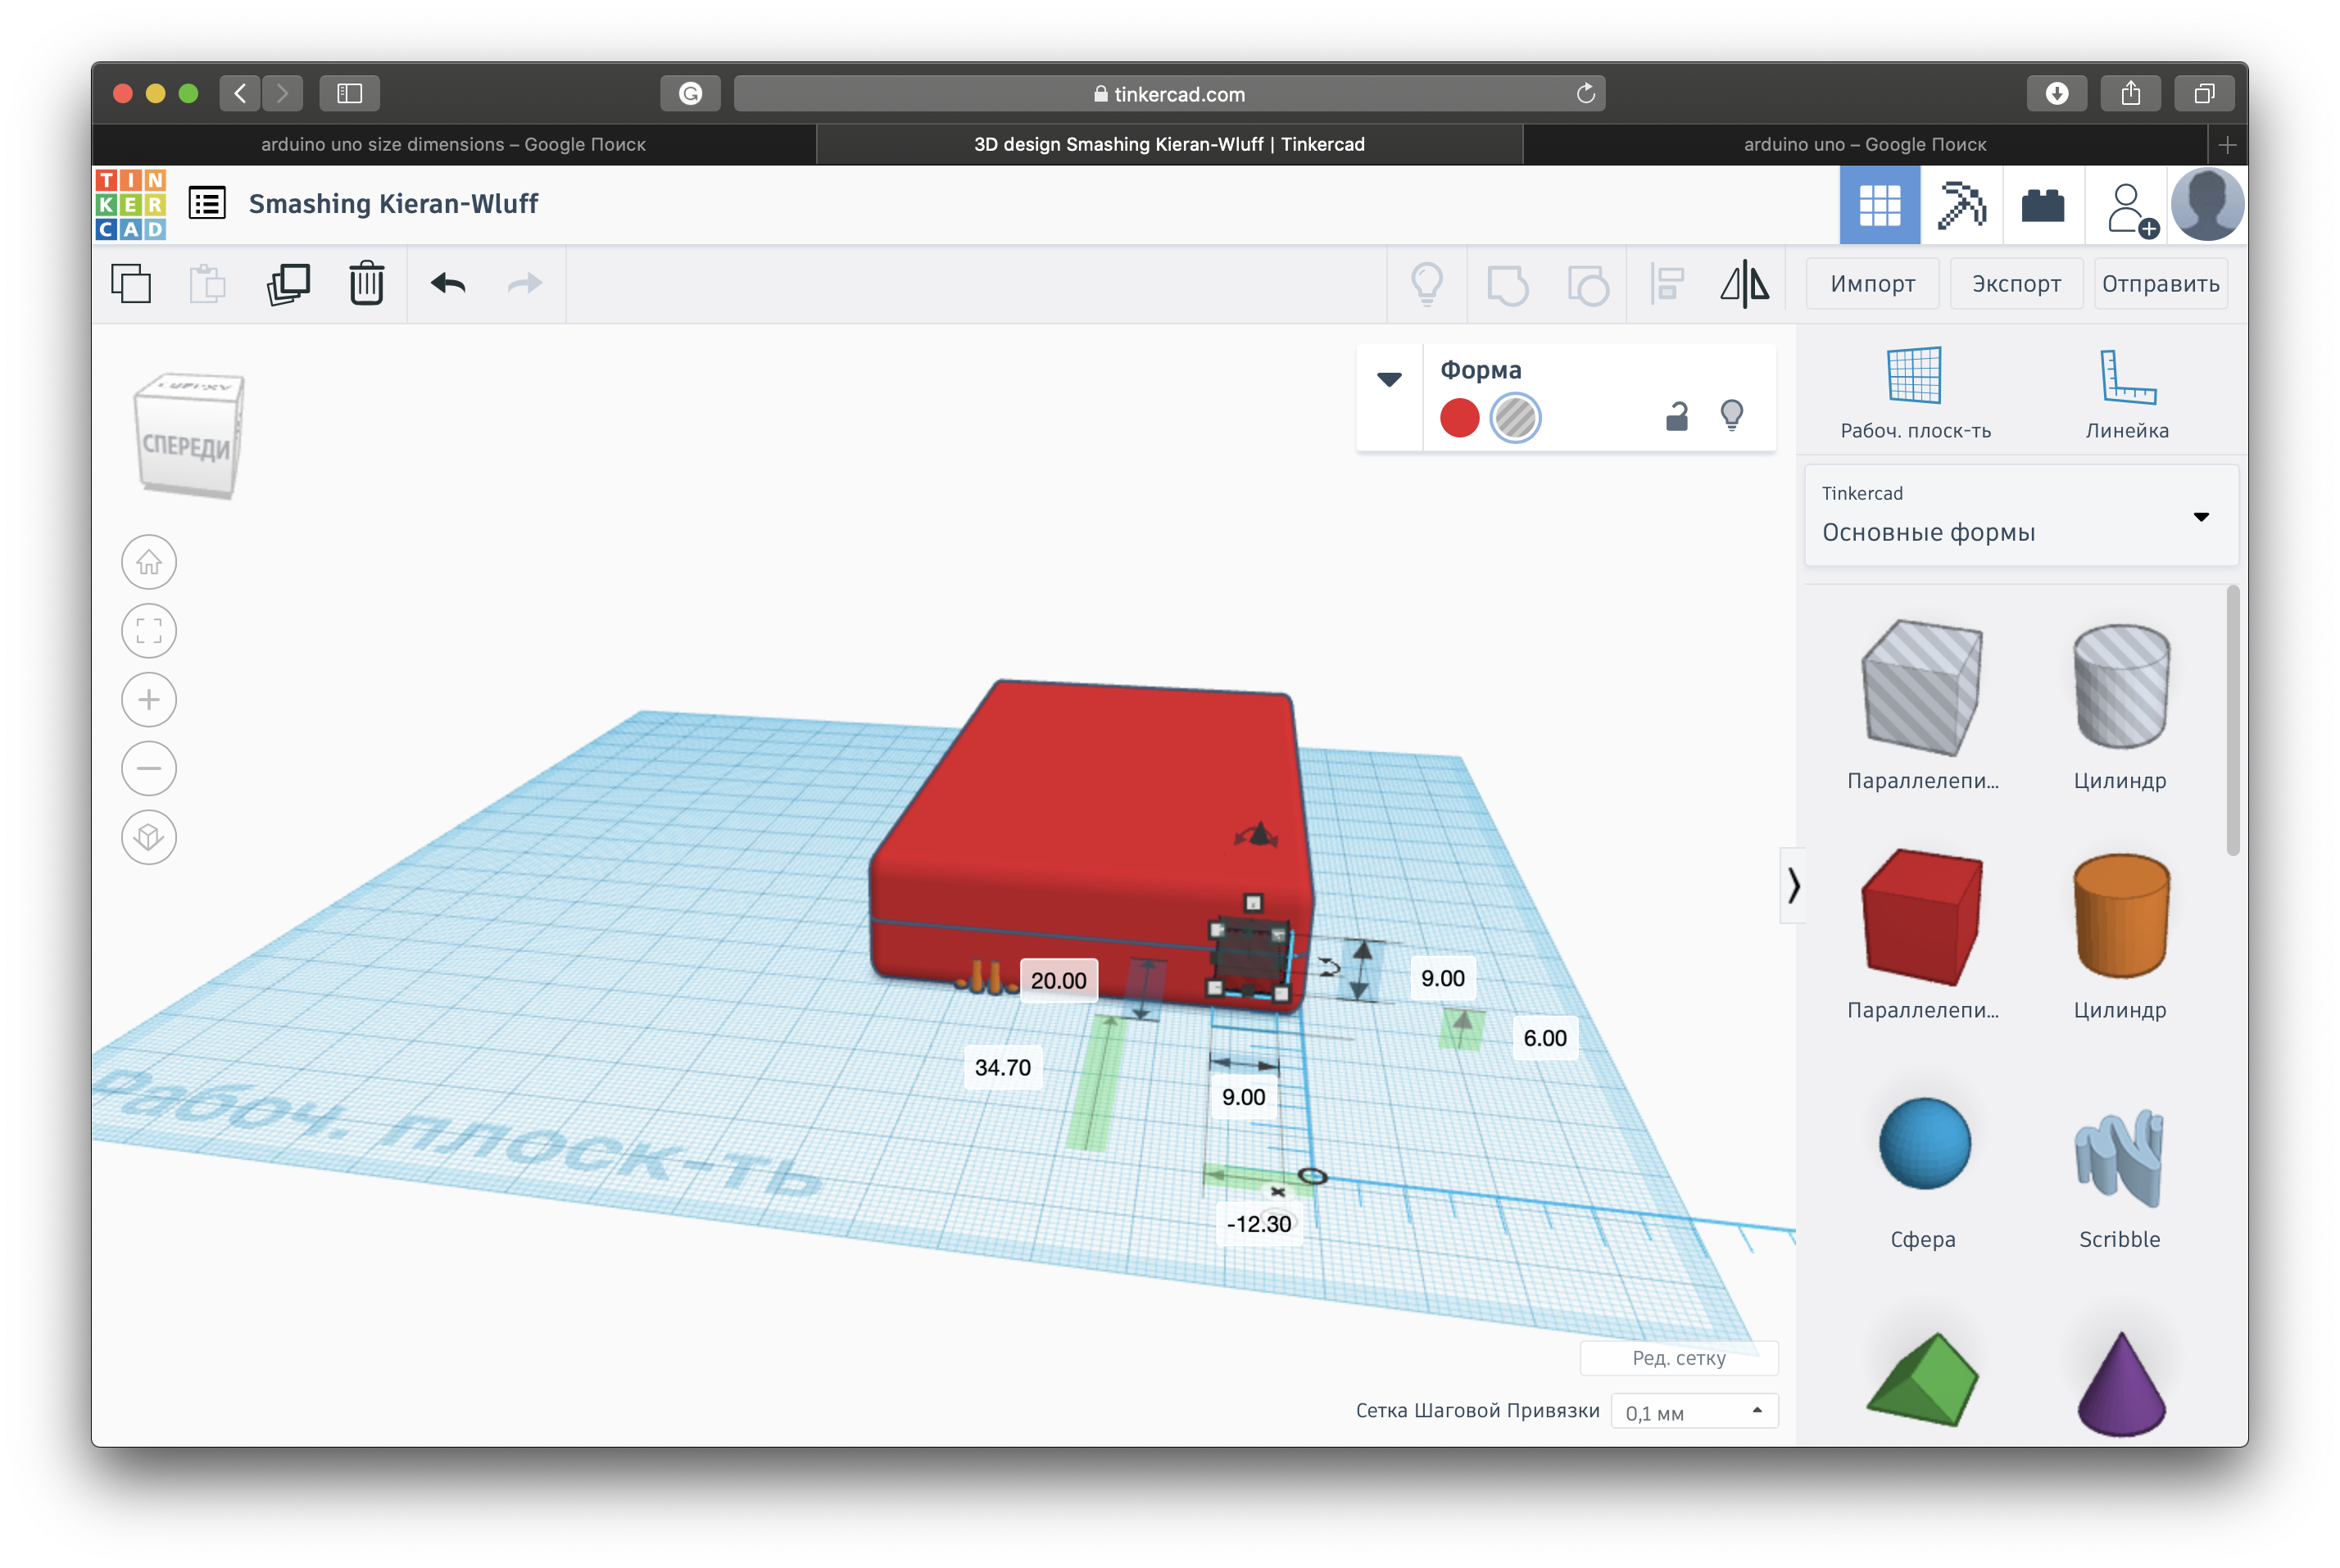 tinkercad.com
arduino uno size dimensions – Google Поиск
3D design Smashing Kieran-Wluff | Tinkercad
arduino uno – Google Поиск
TIN
KER
CAD
Smashing Kieran-Wluff
Импорт
Экспорт
Отправить
СПЕРЕДИ
Форма
Рабоч. плоск-ть
Линейка
Tinkercad
Основные формы
Параллелепи...
Цилиндр
Параллелепи...
Цилиндр
20.00
9.00
6.00
34.70
9.00
-12.30
Рабоч. плоск-ть
Сфера
Scribble
Ред. сетку
Сетка Шаговой Привязки
0,1 мм